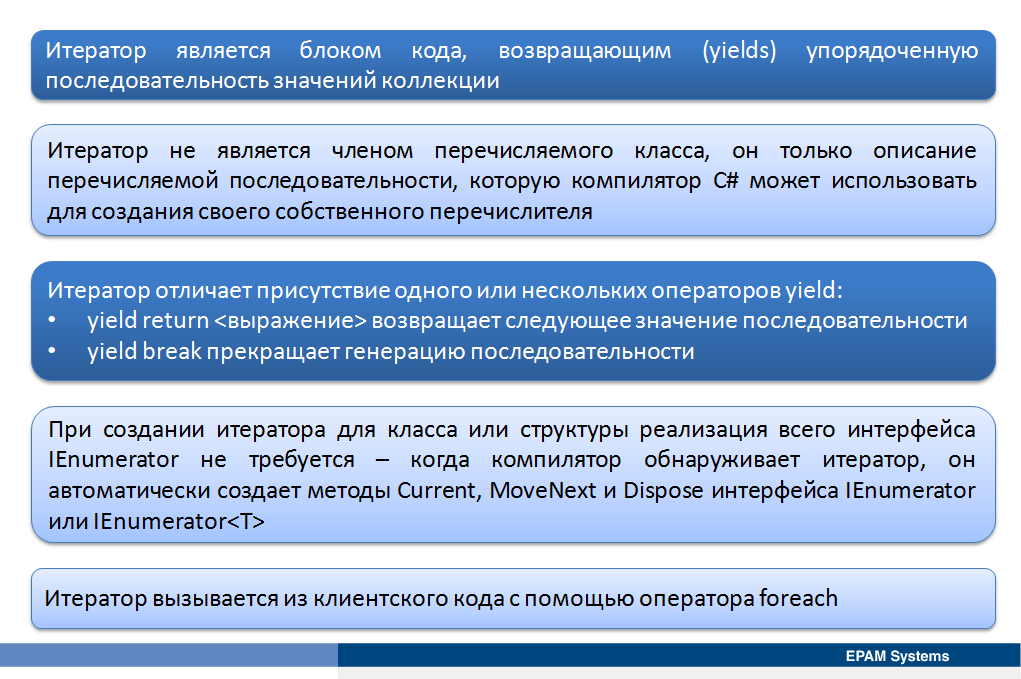 Итератор является блоком кода, возвращающим (yields) упорядоченную
последовательность значений коллекции
Итератор не является членом перечисляемого класса, он только описание
перечисляемой последовательности, которую компилятор C# может использовать
для создания своего собственного перечислителя
Итератор отличает присутствие одного или нескольких операторов yield:
• yield return <выражение> возвращает следующее значение последовательности
• yield break прекращает генерацию последовательности
При создании итератора для класса или структуры реализация всего интерфейса
IEnumerator не требуется – когда компилятор обнаруживает итератор, он
автоматически создает методы Current, MoveNext и Dispose интерфейса IEnumerator
или IEnumerator<T>
Итератор вызывается из клиентского кода с помощью оператора foreach
EPAM Systems